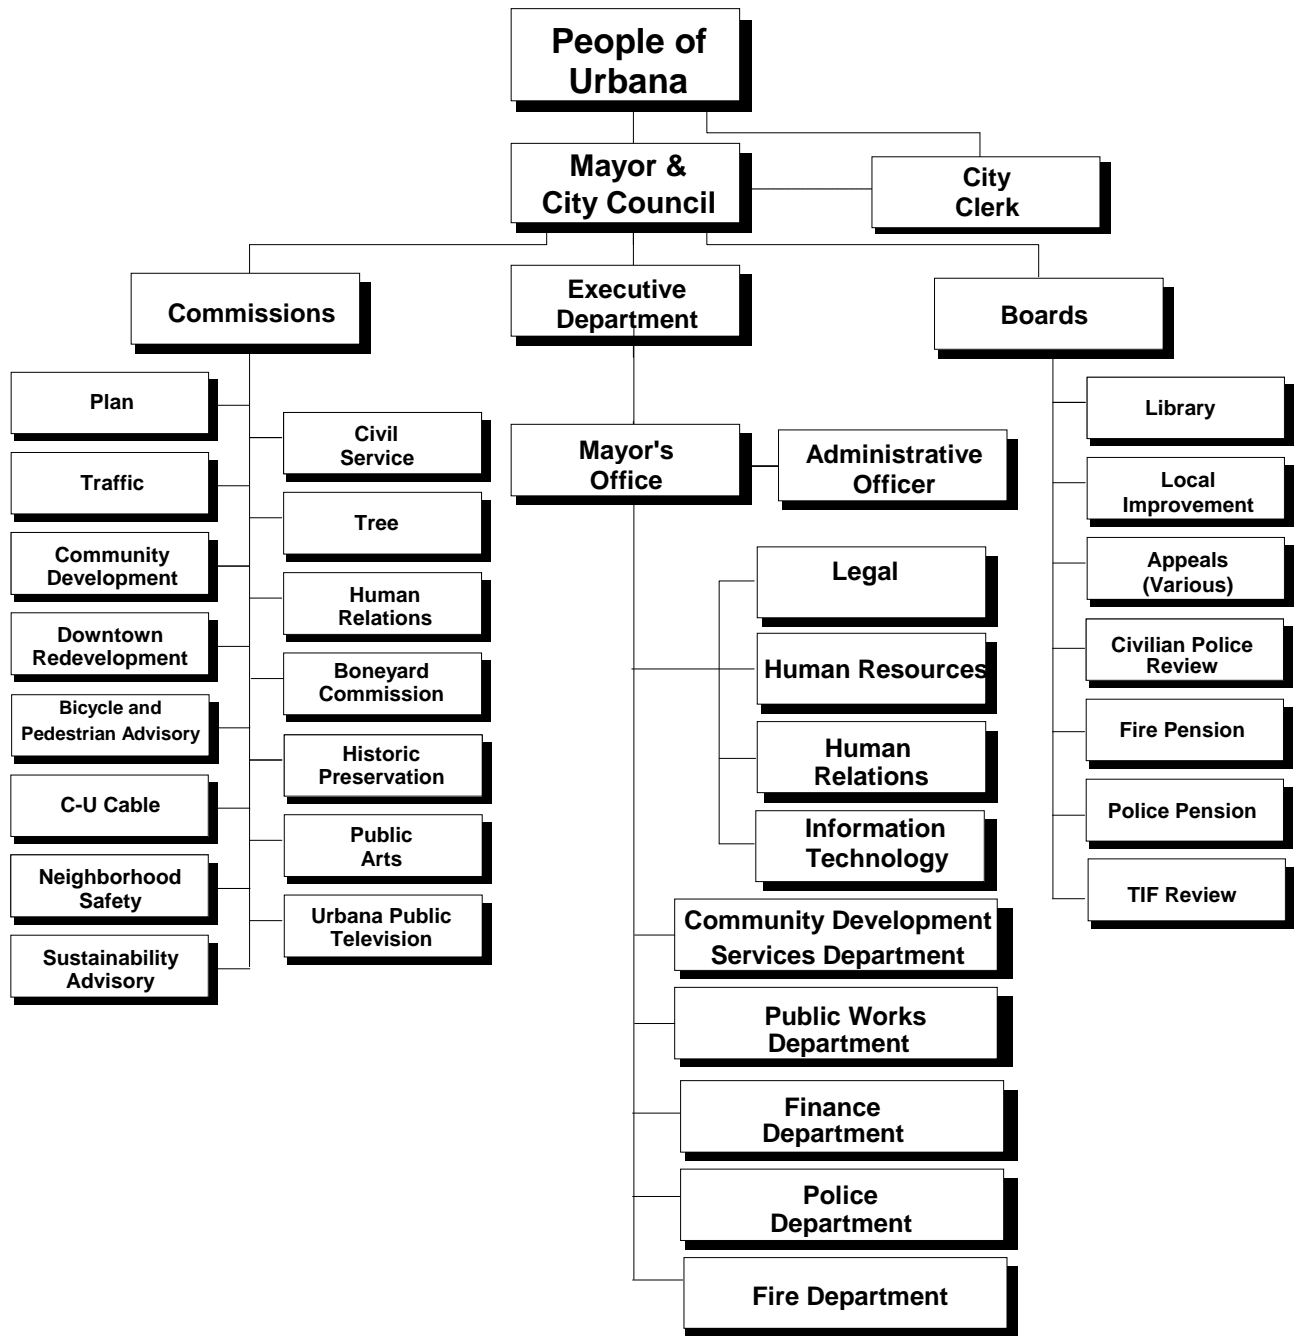 People of
Urbana
Mayor &
City Council
City
Clerk
Commissions
Executive
Department
Boards
Plan
Traffic
Community
Development
Downtown
Redevelopment
Bicycle and
Pedestrian Advisory
C-U Cable
Neighborhood
Safety
Sustainability
Advisory
Civil
Service
Tree
Human
Relations
Boneyard
Commission
Historic
Preservation
Public
Arts
Urbana Public
Television
Mayor's
Office
Administrative
Officer
Legal
Human Resources
Human
Relations
Information
Technology
Community Development
Services Department
Public Works
Department
Finance
Department
Police
Department
Fire Department
Library
Local
Improvement
Appeals
(Various)
Civilian Police
Review
Fire Pension
Police Pension
TIF Review